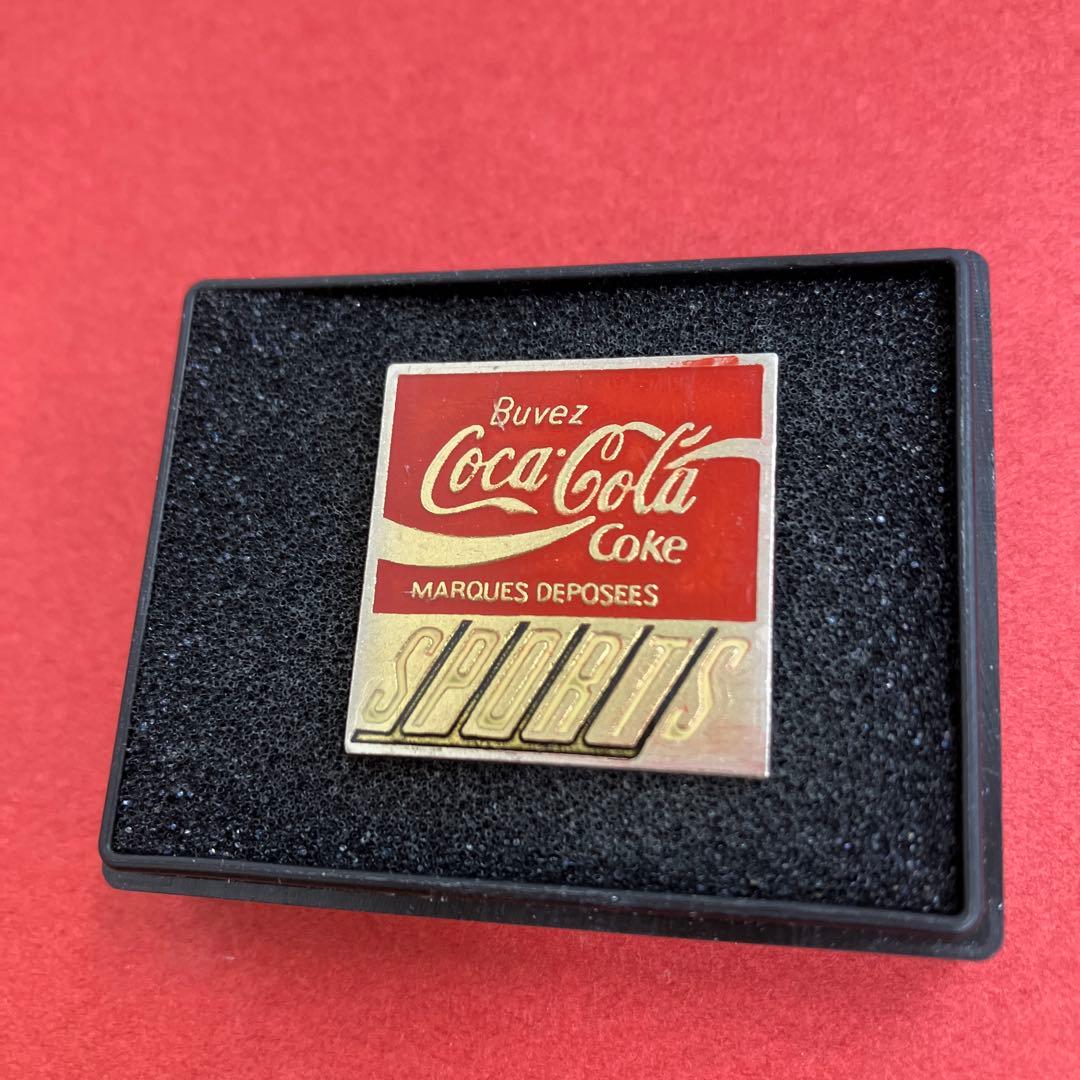 Buvez
Coca-Cola
Coke
MARQUES DEPOSEES
SPORTS